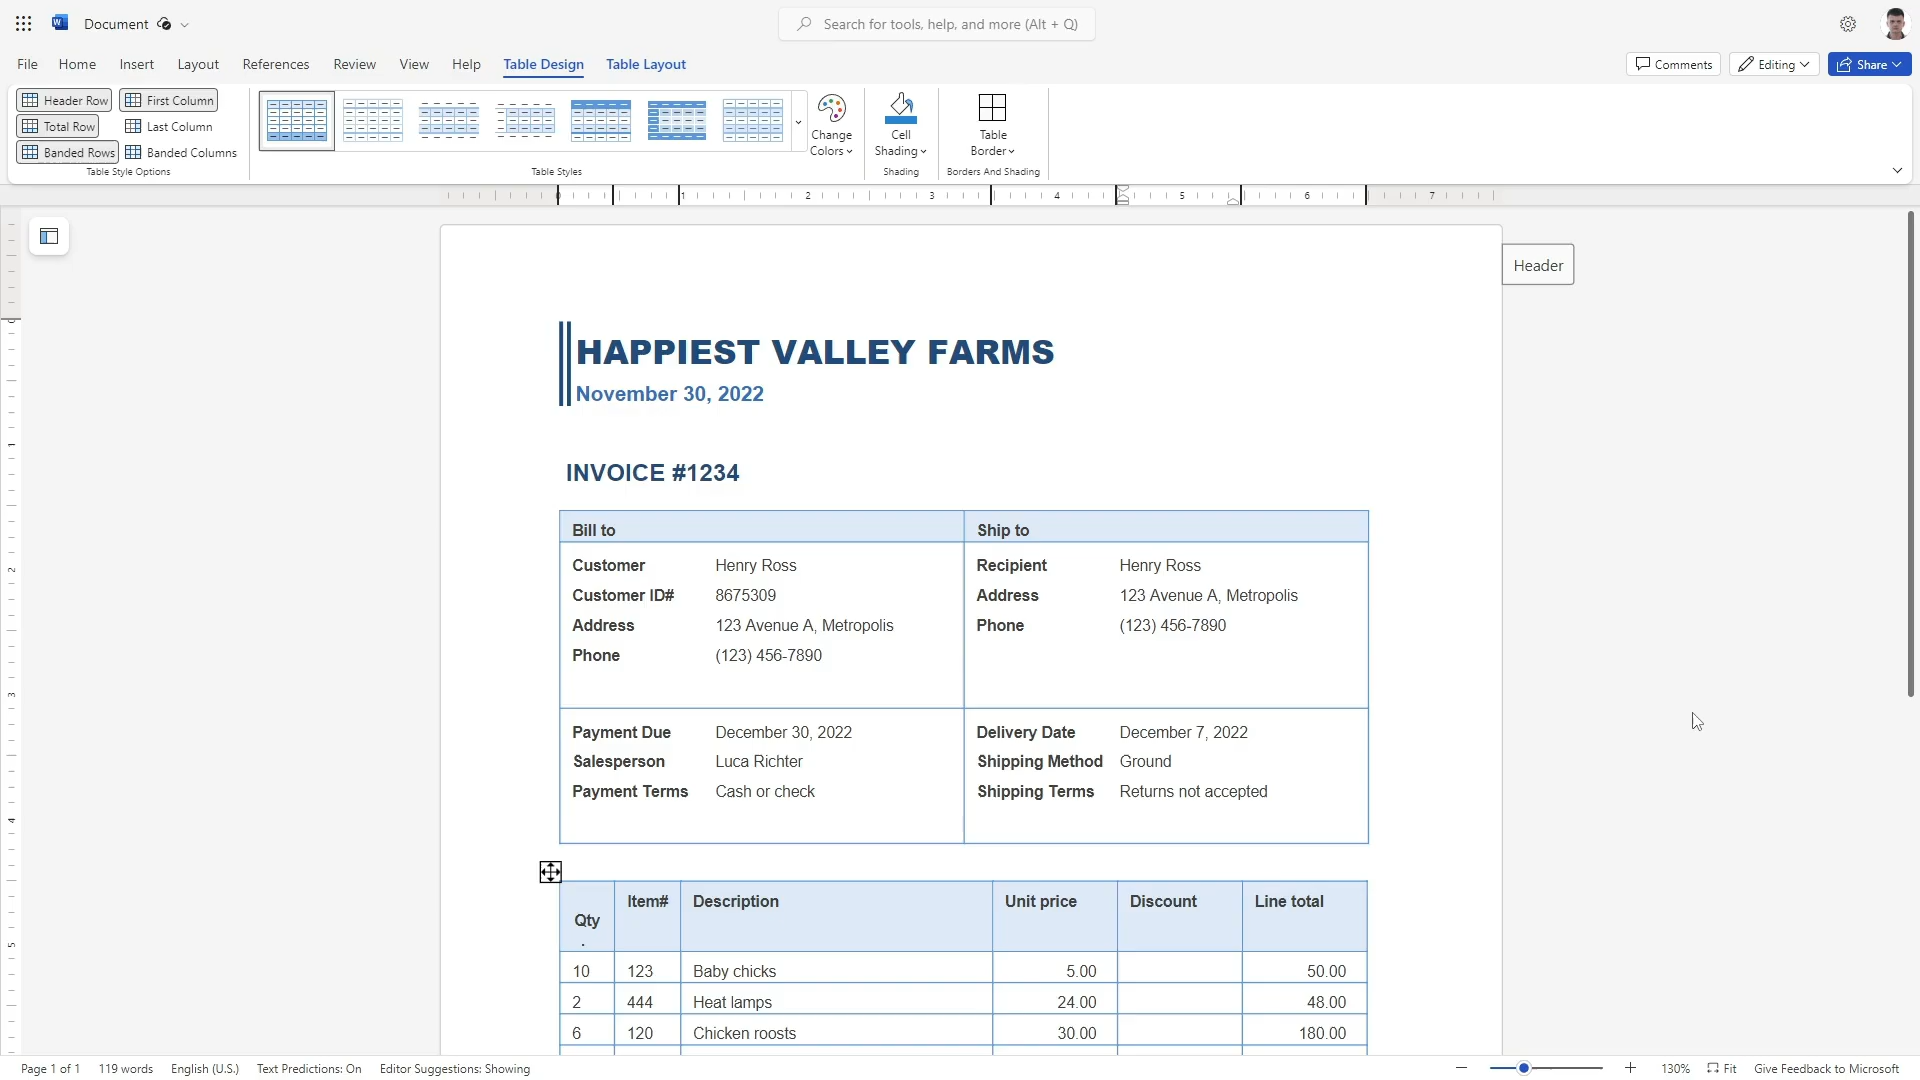 Document
Search for tools, help, and more (Alt + Q)
File Home Insert Layout References Review View Help Table Design Table Layout
Comments Editing Share
Header Row First Column
Total Row Last Column
Banded Rows Banded Columns
Table Style Options
Table Styles
Change Colors
Cell Shading
Shading
Table Border
Borders And Shading
1 2 3 4 5 6 7
Header
HAPPIEST VALLEY FARMS
November 30, 2022
INVOICE #1234
Bill to Ship to
Customer Henry Ross Recipient Henry Ross
Customer ID# 8675309 Address 123 Avenue A, Metropolis
Address 123 Avenue A, Metropolis Phone (123) 456-7890
Phone (123) 456-7890
Payment Due December 30, 2022 Delivery Date December 7, 2022
Salesperson Luca Richter Shipping Method Ground
Payment Terms Cash or check Shipping Terms Returns not accepted
Qty. Item# Description Unit price Discount Line total
10 123 Baby chicks 5.00 50.00
2 444 Heat lamps 24.00 48.00
6 120 Chicken roosts 30.00 180.00
Page 1 of 1 119 words English (U.S.) Text Predictions: On Editor Suggestions: Showing 130% Fit Give Feedback to Microsoft